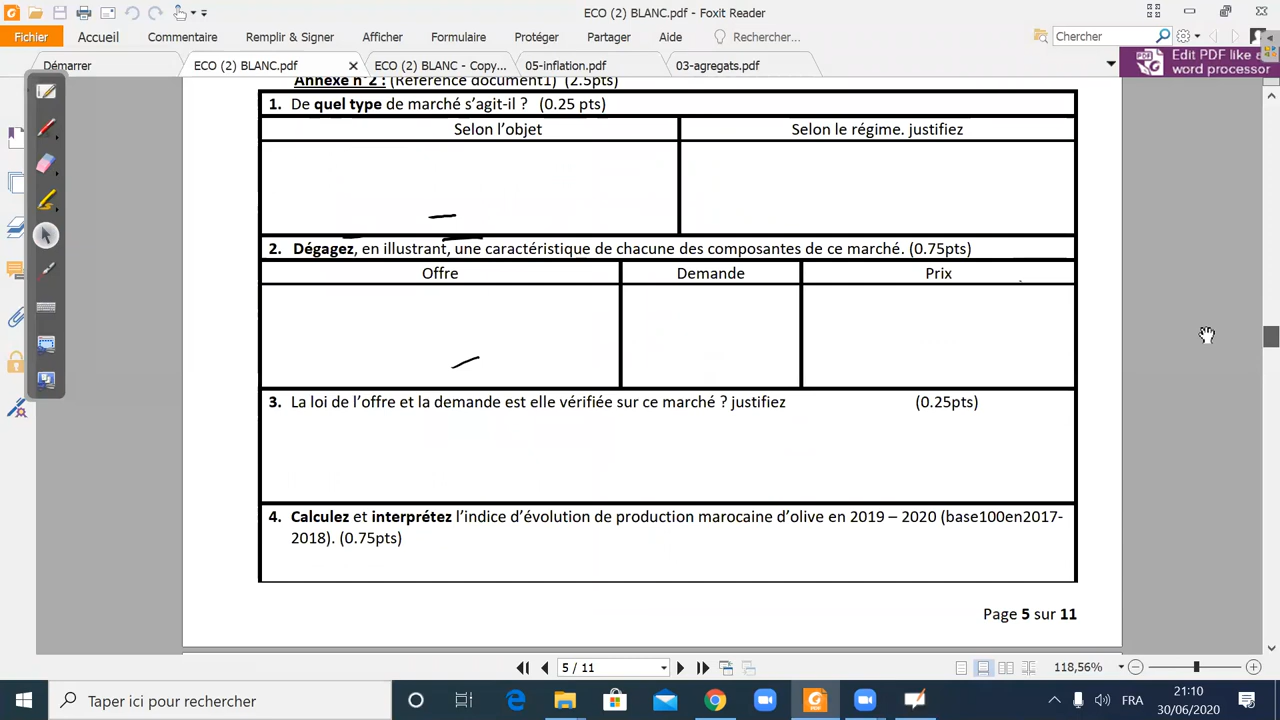 ECO (2) BLANC.pdf - Foxit Reader
Fichier Accueil Commentaire Remplir & Signer Afficher Formulaire Protéger Partager Aide Rechercher... Chercher
Démarrer ECO (2) BLANC.pdf ECO (2) BLANC - Copy... 05-inflation.pdf 03-agregats.pdf
Edit PDF like a
word processor
Annexe n°2 : (Référence document1) (2.5pts)
1. De quel type de marché s’agit-il ? (0.25 pts)
Selon l’objet Selon le régime. justifiez
2. Dégagez, en illustrant, une caractéristique de chacune des composantes de ce marché. (0.75pts)
Offre Demande Prix
3. La loi de l’offre et la demande est elle vérifiée sur ce marché ? justifiez (0.25pts)
4. Calculez et interprétez l’indice d’évolution de production marocaine d’olive en 2019 – 2020 (base100en2017-
2018). (0.75pts)
Page 5 sur 11
5 / 11 118,56%
Taper ici pour rechercher FRA 21:10
30/06/2020